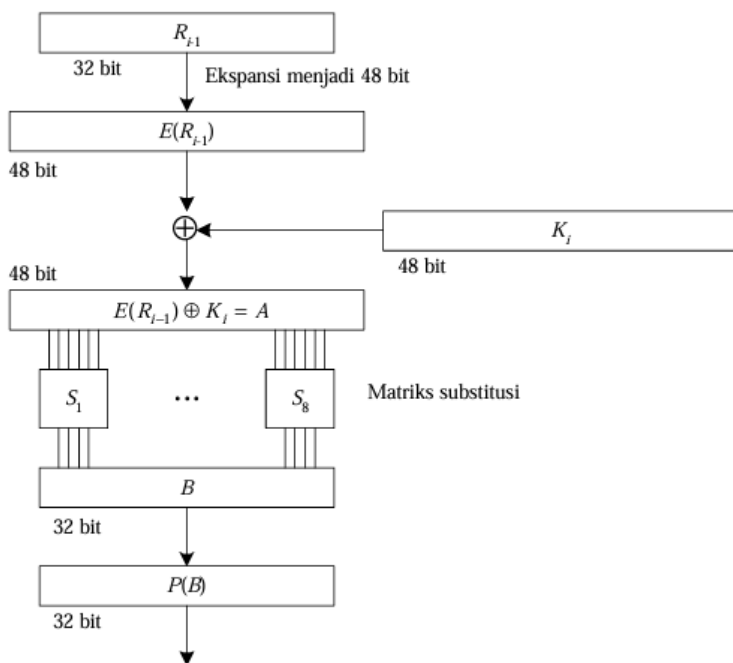 R_{i-1}
32 bit
Ekspansi menjadi 48 bit
E(R_{i-1})
48 bit
⊕
K_i
48 bit
48 bit
E(R_{i-1}) ⊕ K_i = A
S_1
...
S_8
Matriks substitusi
B
32 bit
P(B)
32 bit